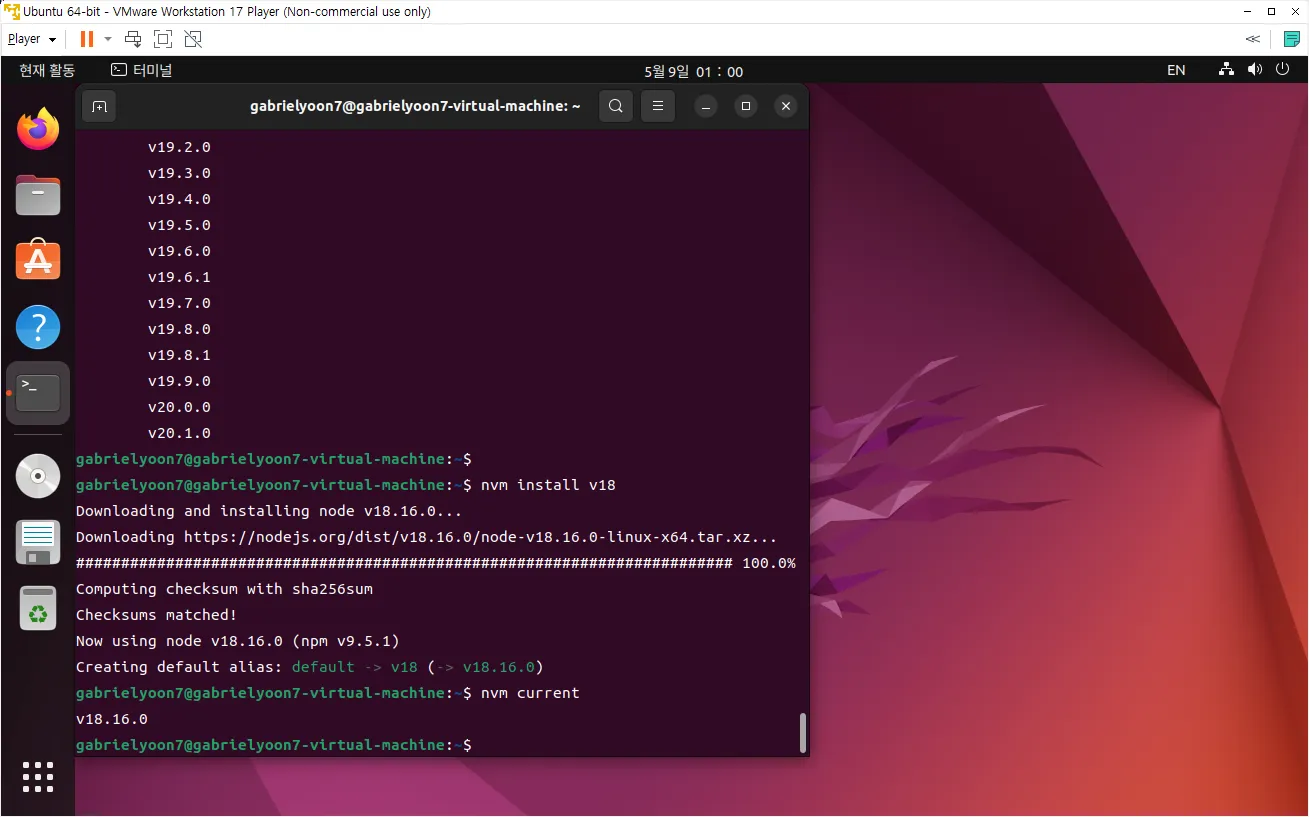 Ubuntu 64-bit - VMware Workstation 17 Player (Non-commercial use only)
Player
현재 활동 터미널 5월 9일 01 : 00 EN
gabrielyoon7@gabrielyoon7-virtual-machine: ~
v19.2.0
v19.3.0
v19.4.0
v19.5.0
v19.6.0
v19.6.1
v19.7.0
v19.8.0
v19.8.1
v19.9.0
v20.0.0
v20.1.0
gabrielyoon7@gabrielyoon7-virtual-machine:~$
gabrielyoon7@gabrielyoon7-virtual-machine:~$ nvm install v18
Downloading and installing node v18.16.0...
Downloading https://nodejs.org/dist/v18.16.0/node-v18.16.0-linux-x64.tar.xz...
######################################################################### 100.0%
Computing checksum with sha256sum
Checksums matched!
Now using node v18.16.0 (npm v9.5.1)
Creating default alias: default -> v18 (-> v18.16.0)
gabrielyoon7@gabrielyoon7-virtual-machine:~$ nvm current
v18.16.0
gabrielyoon7@gabrielyoon7-virtual-machine:~$